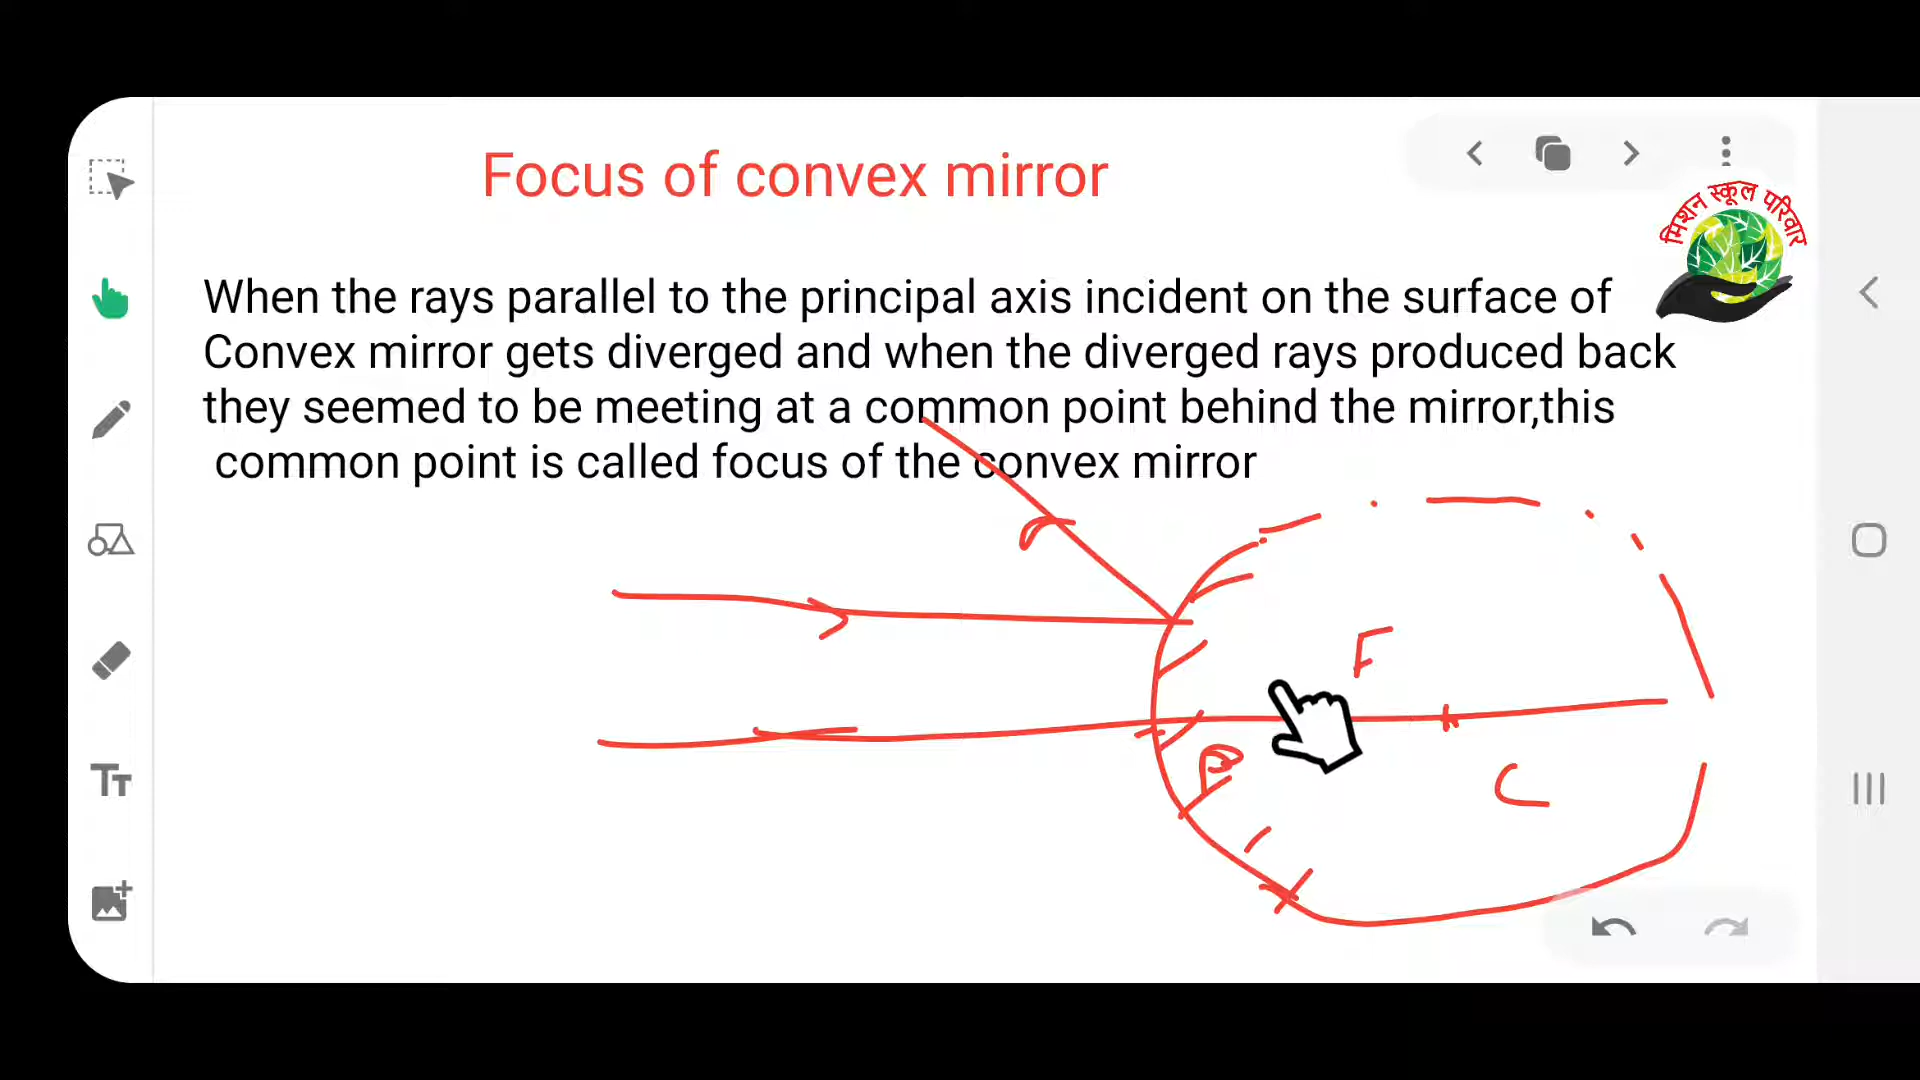 Focus of convex mirror
मिशन स्कूल परिवार
When the rays parallel to the principal axis incident on the surface of
Convex mirror gets diverged and when the diverged rays produced back
they seemed to be meeting at a common point behind the mirror,this
common point is called focus of the convex mirror
F
P
C
Tт